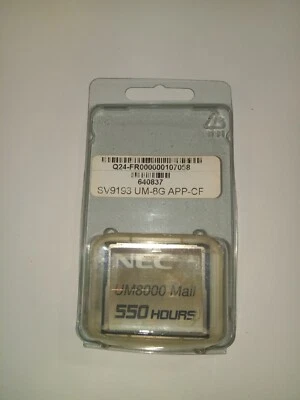 Q24-FR000000107058
640837
SV9193 UM-8G APP-CF
NEC
UM8000 Mail
550 HOURS